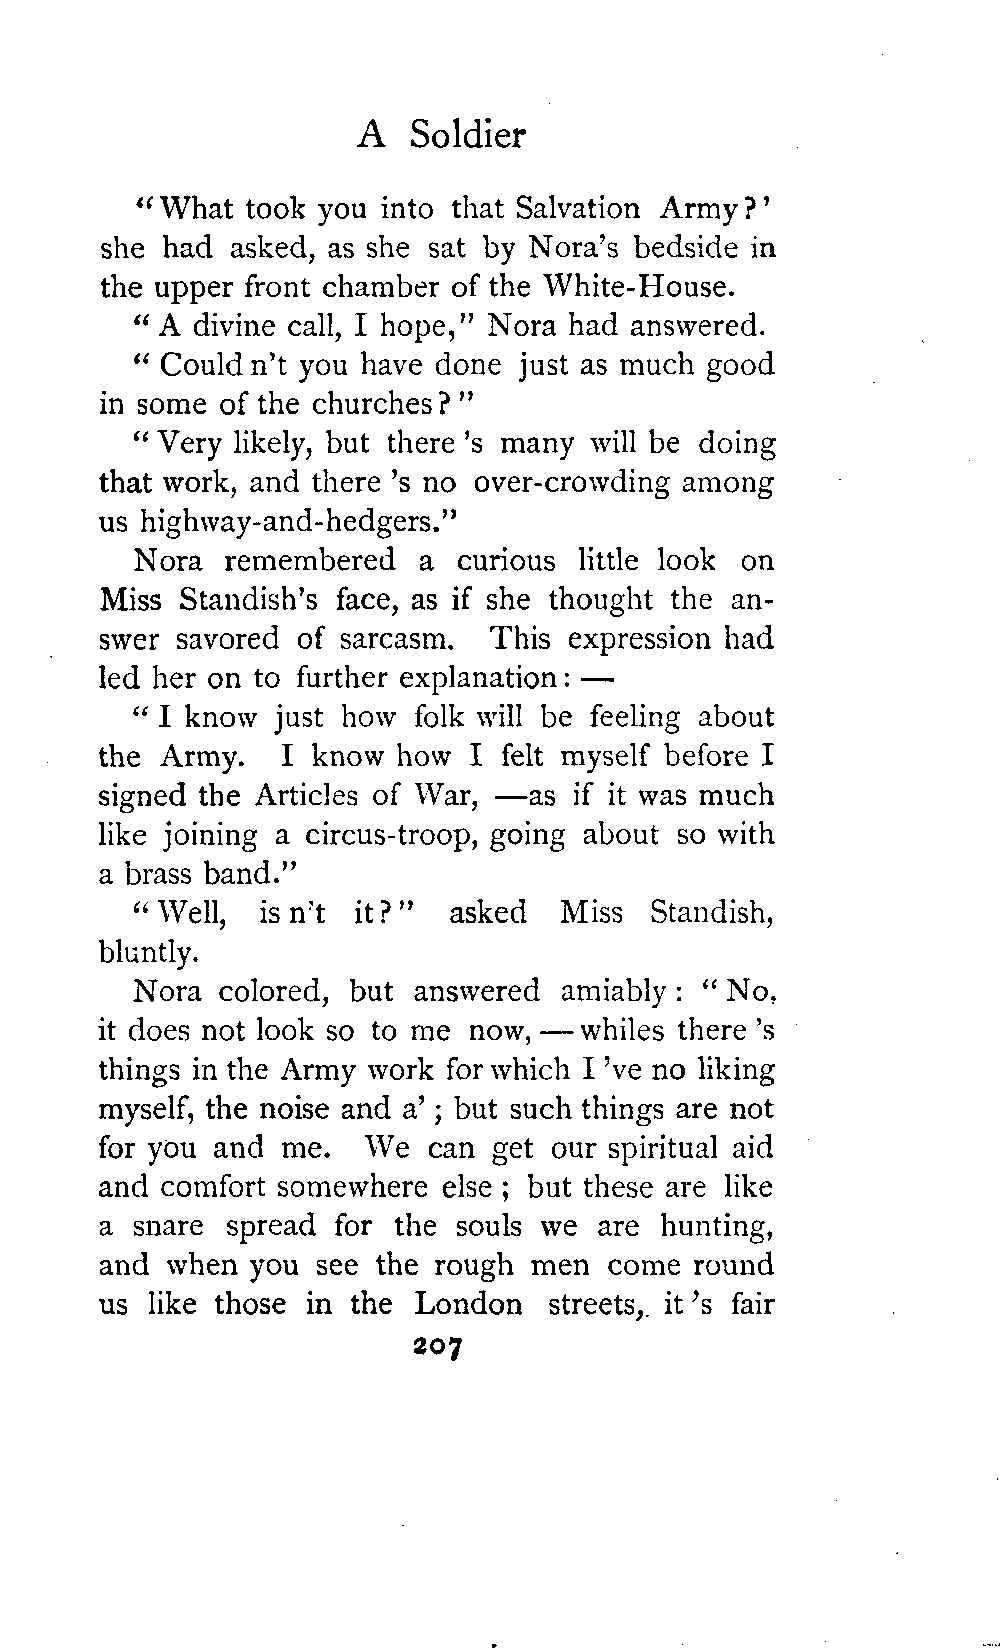 A Soldier
"What took you into that Salvation Army?'
she had asked, as she sat by Nora's bedside in
the upper front chamber of the White-House.
"A divine call, I hope," Nora had answered.
"Could n't you have done just as much good
in some of the churches?"
"Very likely, but there 's many will be doing
that work, and there 's no over-crowding among
us highway-and-hedgers."
Nora remembered a curious little look on
Miss Standish's face, as if she thought the an-
swer savored of sarcasm. This expression had
led her on to further explanation: —
"I know just how folk will be feeling about
the Army. I know how I felt myself before I
signed the Articles of War, —as if it was much
like joining a circus-troop, going about so with
a brass band."
"Well, is n't it?" asked Miss Standish,
bluntly.
Nora colored, but answered amiably: "No,
it does not look so to me now, — whiles there 's
things in the Army work for which I 've no liking
myself, the noise and a' ; but such things are not
for you and me. We can get our spiritual aid
and comfort somewhere else ; but these are like
a snare spread for the souls we are hunting,
and when you see the rough men come round
us like those in the London streets, it 's fair
207